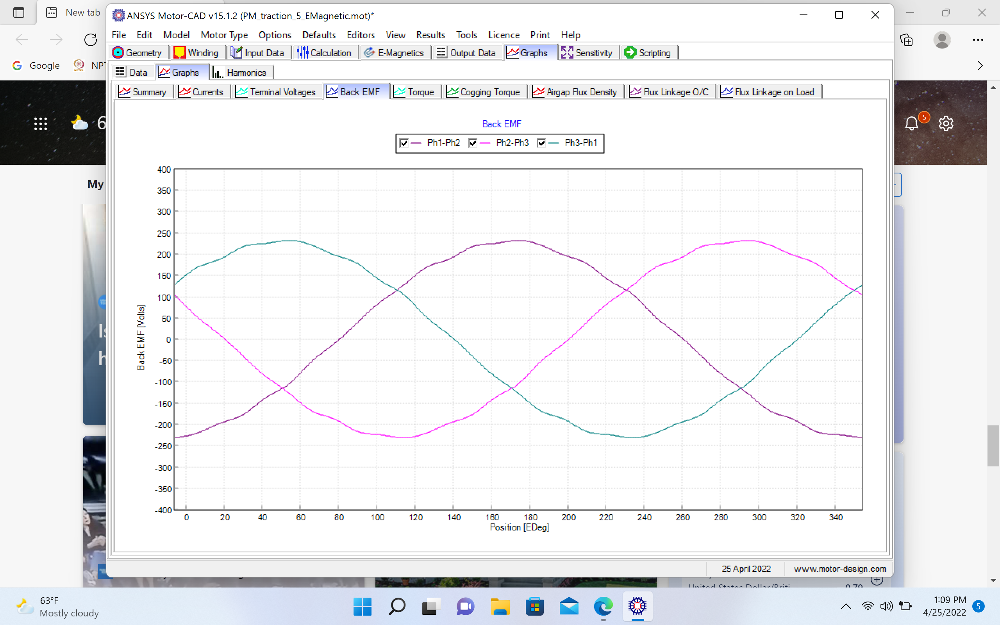 New tab
ANSYS Motor-CAD v15.1.2 (PM_traction_5_EMagnetic.mot)*
File Edit Model Motor Type Options Defaults Editors View Results Tools Licence Print Help
Geometry Winding Input Data Calculation E-Magnetics Output Data Graphs Sensitivity Scripting
Google NPT
Data Graphs Harmonics
Summary Currents Terminal Voltages Back EMF Torque Cogging Torque Airgap Flux Density Flux Linkage O/C Flux Linkage on Load
6
5
Back EMF
Ph1-Ph2 Ph2-Ph3 Ph3-Ph1
My
400
350
300
250
200
150
100
50
0
-50
-100
-150
-200
-250
-300
-350
-400
Back EMF [Volts]
0 20 40 60 80 100 120 140 160 180 200 220 240 260 280 300 320 340
Position [EDeg]
25 April 2022 www.motor-design.com
63°F
Mostly cloudy
1:09 PM
4/25/2022
5